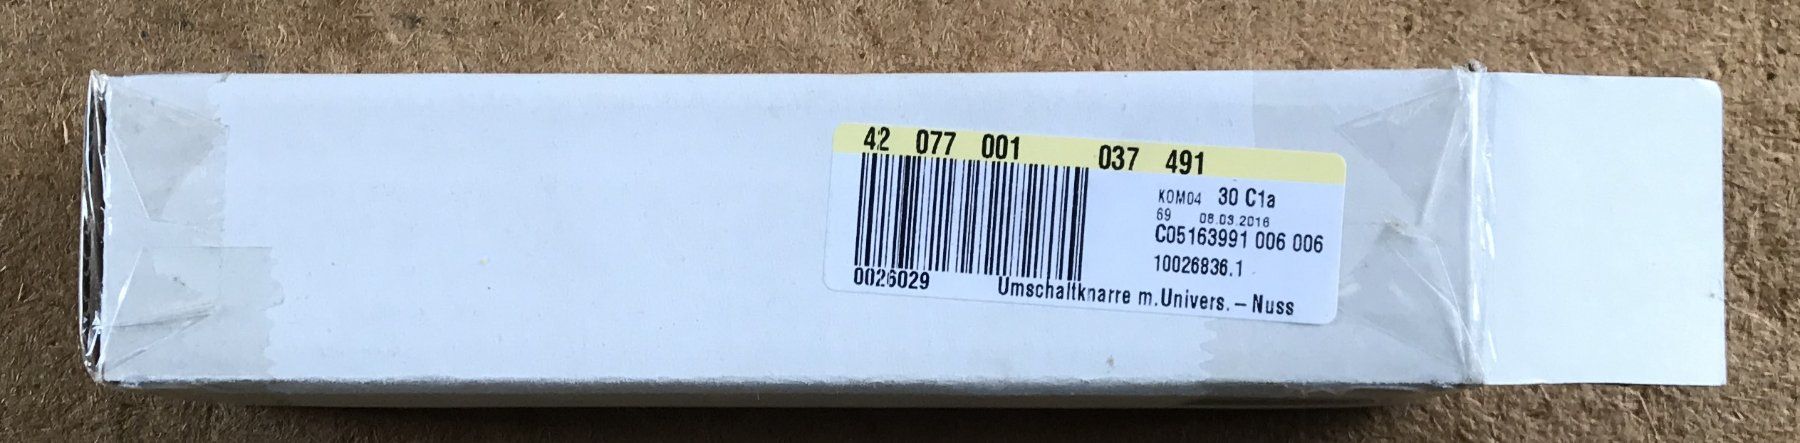 42 077 001 037 491
KOM04 30 C1a
69 08.03.2016
C05163991 006 006
10026836.1
0026029 Umschaltknarre m.Univers.–Nuss